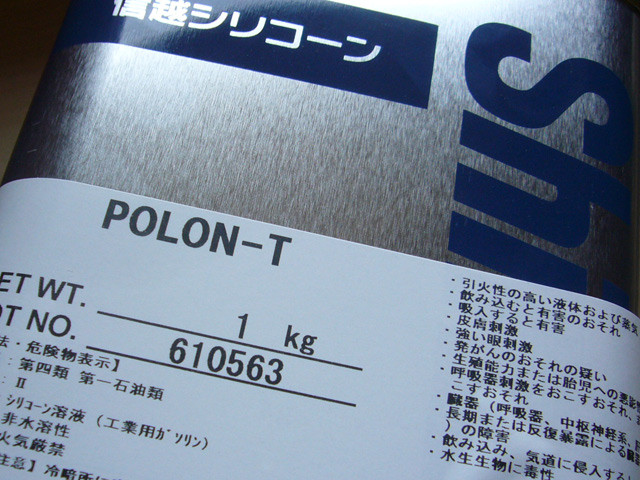 信越シリコーン
Sh
POLON-T
ET WT. 1 kg
OT NO. 610563
法・危険物表示】
第四類 第一石油類
: Ⅱ
シリコーン溶液 (工業用ガソリン)
非水溶性
火気厳禁
注意】冷暗所に
・引火性の高い液体および蒸気
・飲み込むと有害のおそれ
・吸入すると有害
・皮膚刺激
・強い眼刺激
・発がんのおそれの疑い
・生殖能力または胎児への悪影
・呼吸器刺激をおこすおそれ、
こすおそれ
・臓器 (呼吸器、中枢神経系、
・長期または反復暴露による臓器
)の障害
・飲み込み、気道に侵入すると
・水生生物に毒性